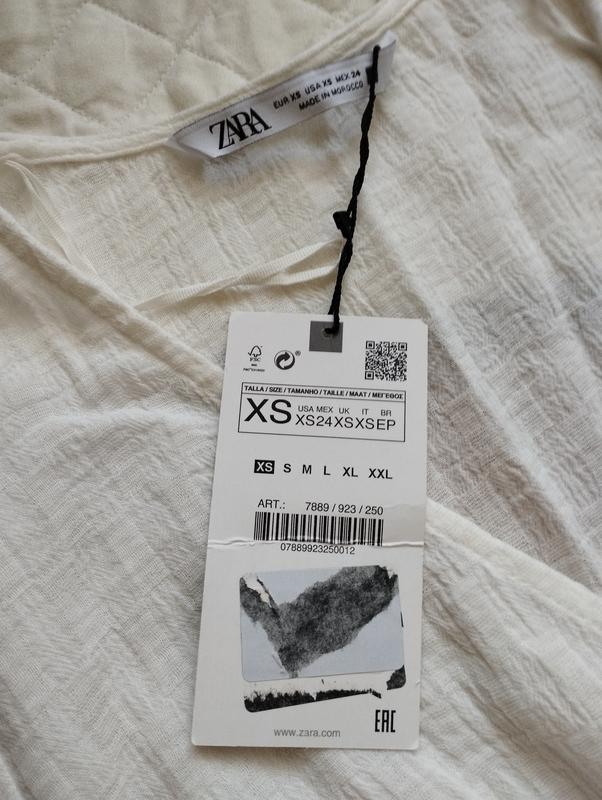 ZARA
EUR XS USA XS MEX 24
MADE IN MOROCCO
FSC
TALLA / SIZE / TAMANHO / TAILLE / MAAT / ΜΕΓΕΘΟΣ
XS
USA MEX UK IT BR
XS 24 XS XS EP
XS S M L XL XXL
ART.: 7889 / 923 / 250
07889923250012
EAC
www.zara.com